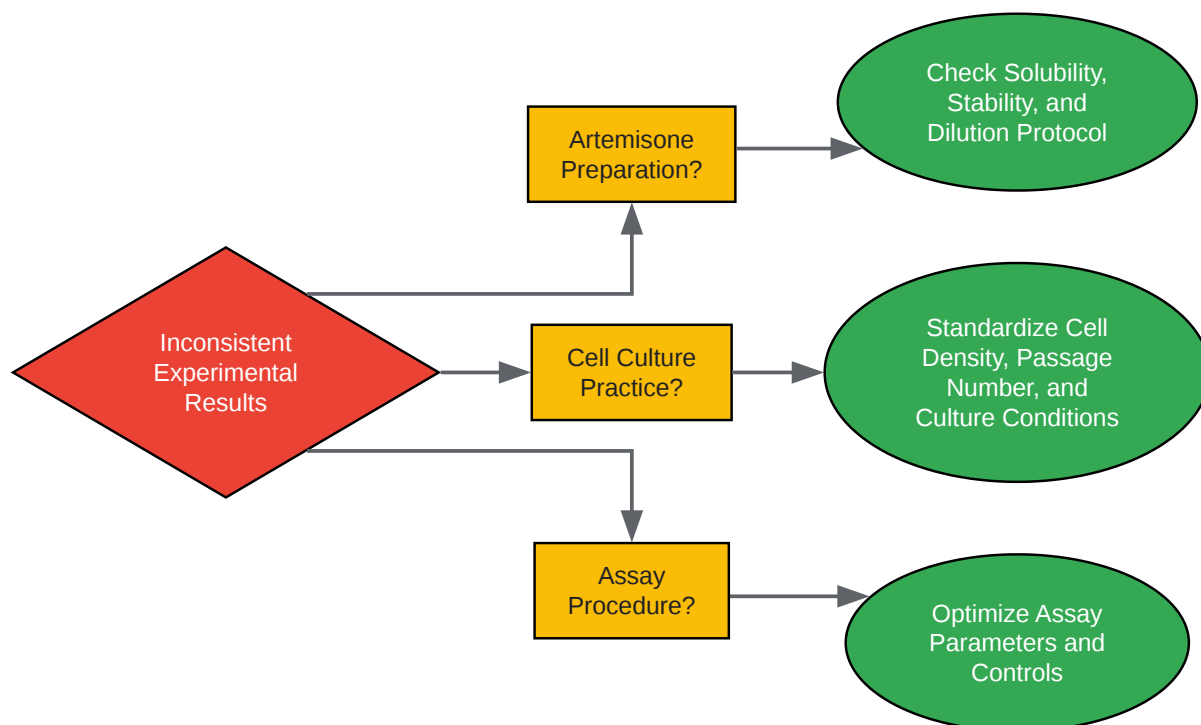 Inconsistent
Experimental
Results
Artemisone
Preparation?
Check Solubility,
Stability, and
Dilution Protocol
Cell Culture
Practice?
Standardize Cell
Density, Passage
Number, and
Culture Conditions
Assay
Procedure?
Optimize Assay
Parameters and
Controls